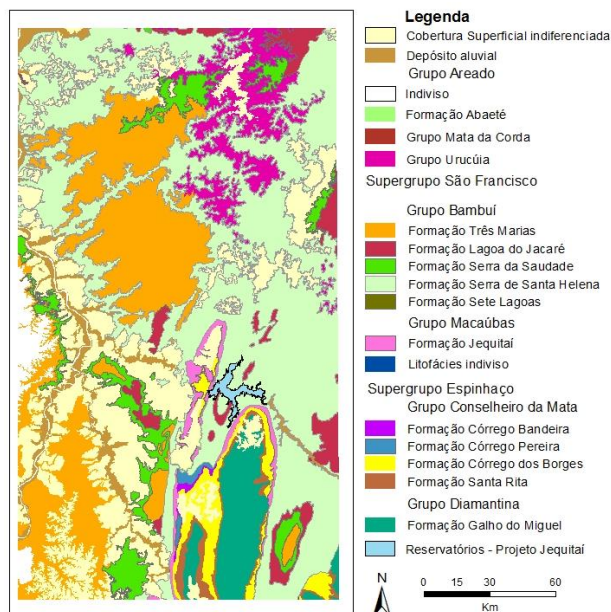 Legenda
Cobertura Superficial indiferenciada
Depósito aluvial
Grupo Areado
Indiviso
Formação Abaeté
Grupo Mata da Corda
Grupo Urucúia
Supergrupo São Francisco
Grupo Bambuí
Formação Três Marias
Formação Lagoa do Jacaré
Formação Serra da Saudade
Formação Serra de Santa Helena
Formação Sete Lagoas
Grupo Macaúbas
Formação Jequitaí
Litofácies indiviso
Supergrupo Espinhaço
Grupo Conselheiro da Mata
Formação Córrego Bandeira
Formação Córrego Pereira
Formação Córrego dos Borges
Formação Santa Rita
Grupo Diamantina
Formação Galho do Miguel
Reservatórios - Projeto Jequitaí
N
0 15 30 60
Km